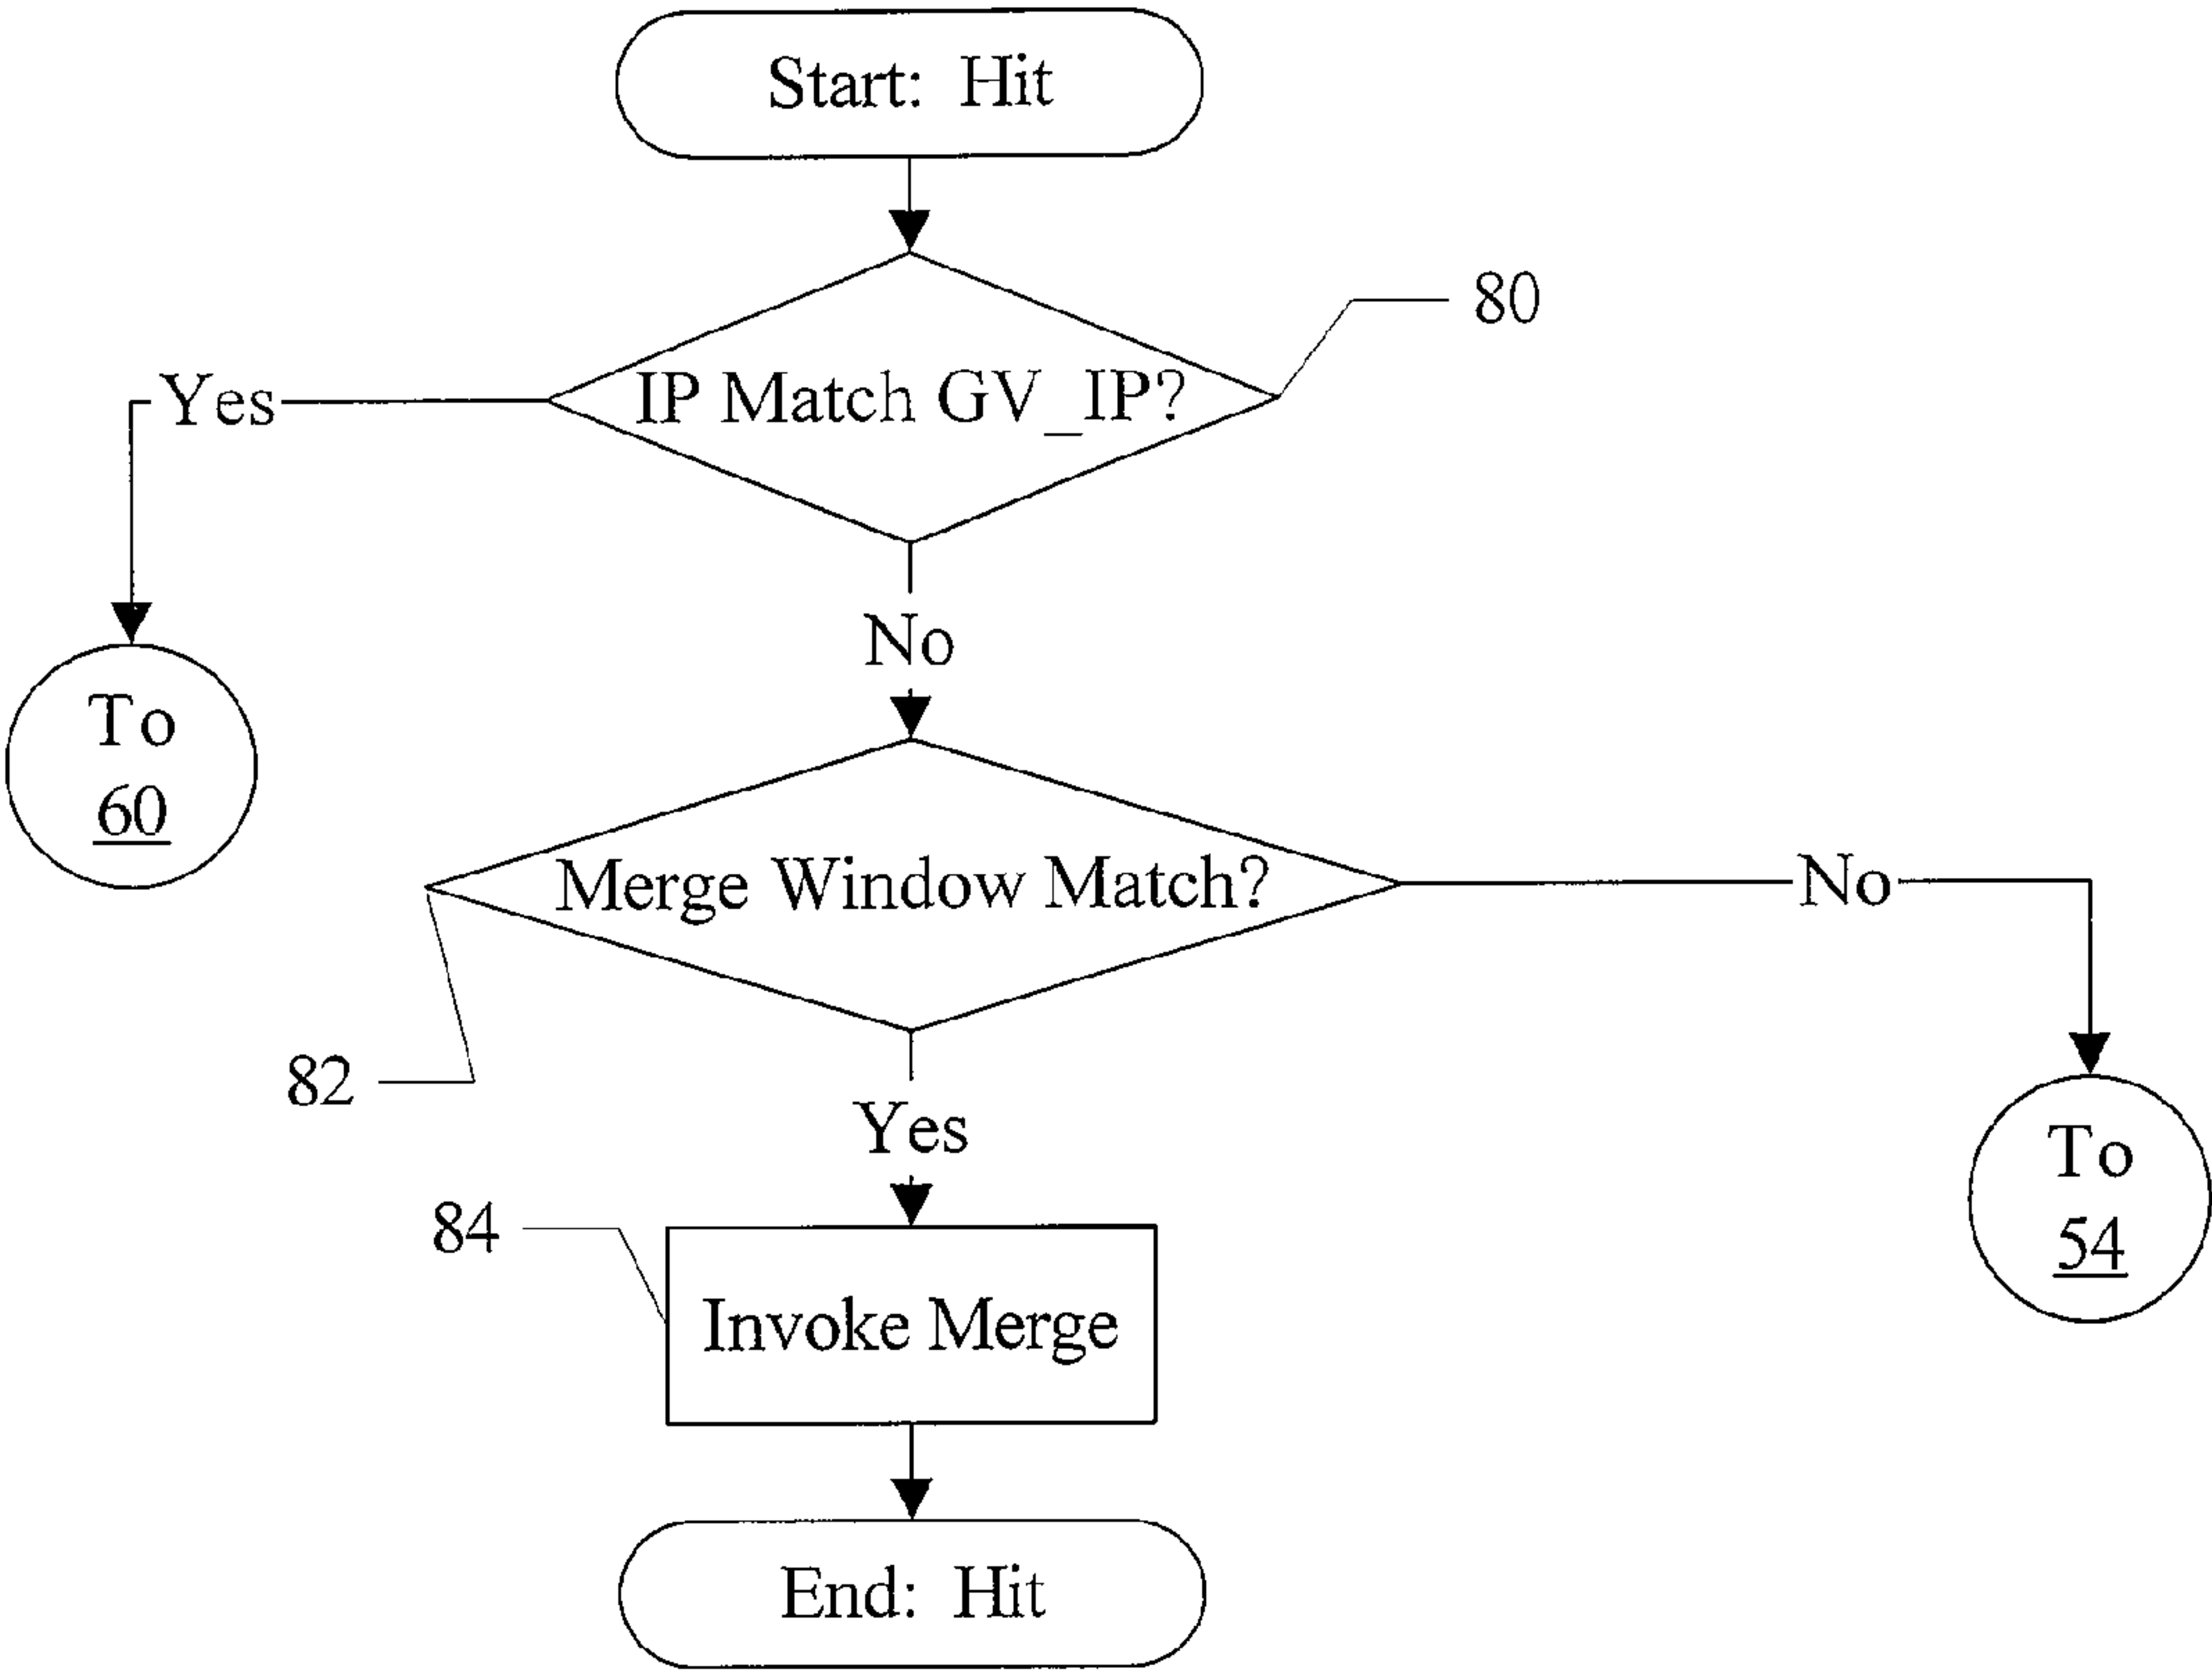 Start: Hit
80
IP Match GV_IP?
Yes
No
To
60
Merge Window Match?
No
82
Yes
To
54
84
Invoke Merge
End: Hit